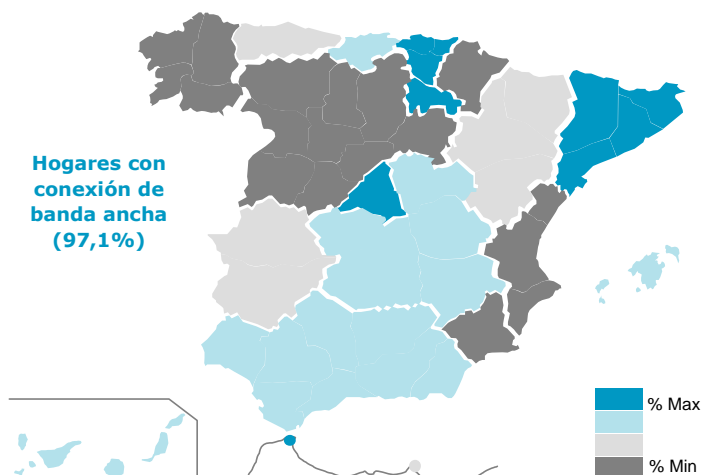 Hogares con
conexión de
banda ancha
(97,1%)
% Max
% Min